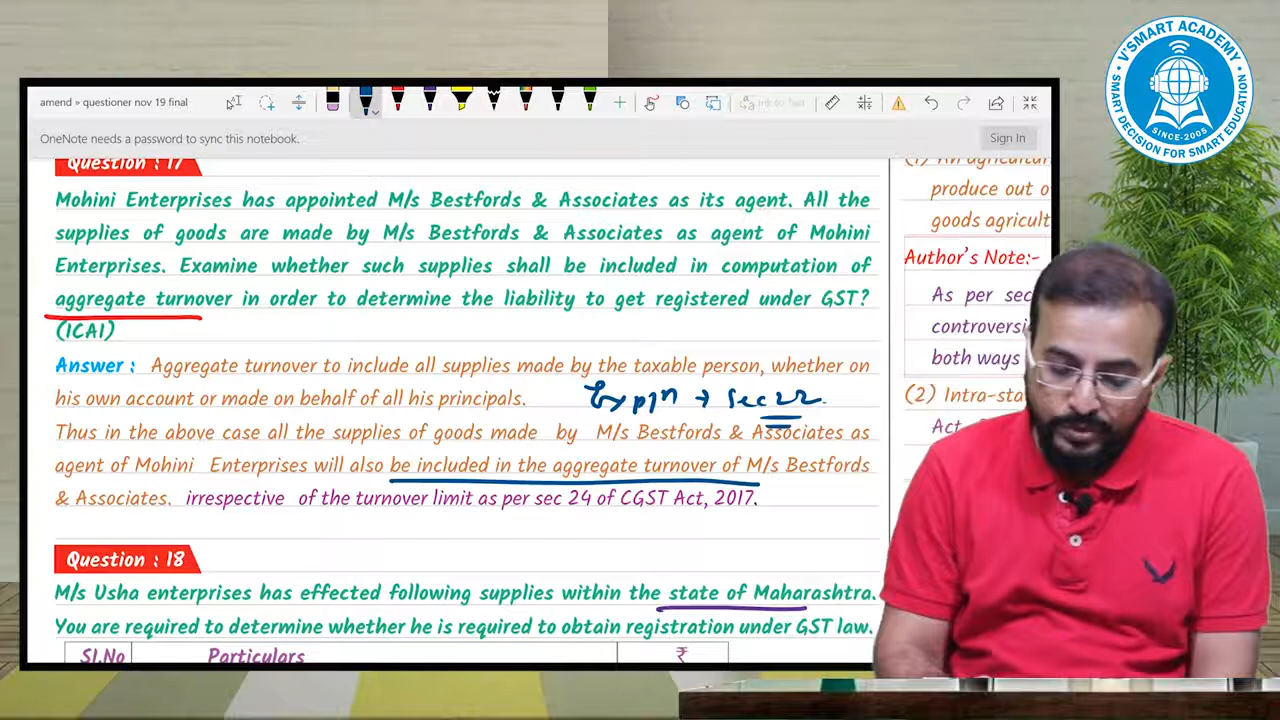 amend » questioner nov 19 final
OneNote needs a password to sync this notebook.
Sign In
Question : 17
Mohini Enterprises has appointed M/s Bestfords & Associates as its agent. All the
supplies of goods are made by M/s Bestfords & Associates as agent of Mohini
Enterprises. Examine whether such supplies shall be included in computation of
aggregate turnover in order to determine the liability to get registered under GST?
(ICAI)
Answer : Aggregate turnover to include all supplies made by the taxable person, whether on
his own account or made on behalf of all his principals.
Expln → Sec 22.
Thus in the above case all the supplies of goods made by M/s Bestfords & Associates as
agent of Mohini Enterprises will also be included in the aggregate turnover of M/s Bestfords
& Associates. irrespective of the turnover limit as per sec 24 of CGST Act, 2017.
Question : 18
M/s Usha enterprises has effected following supplies within the state of Maharashtra.
You are required to determine whether he is required to obtain registration under GST law.
Sl.No Particulars ₹
produce out o
goods agricult
Author's Note:-
As per sec
controversi
both ways
(2) Intra-sta
Act
V'SMART ACADEMY
SMART DECISION FOR SMART EDUCATION
SINCE-2005